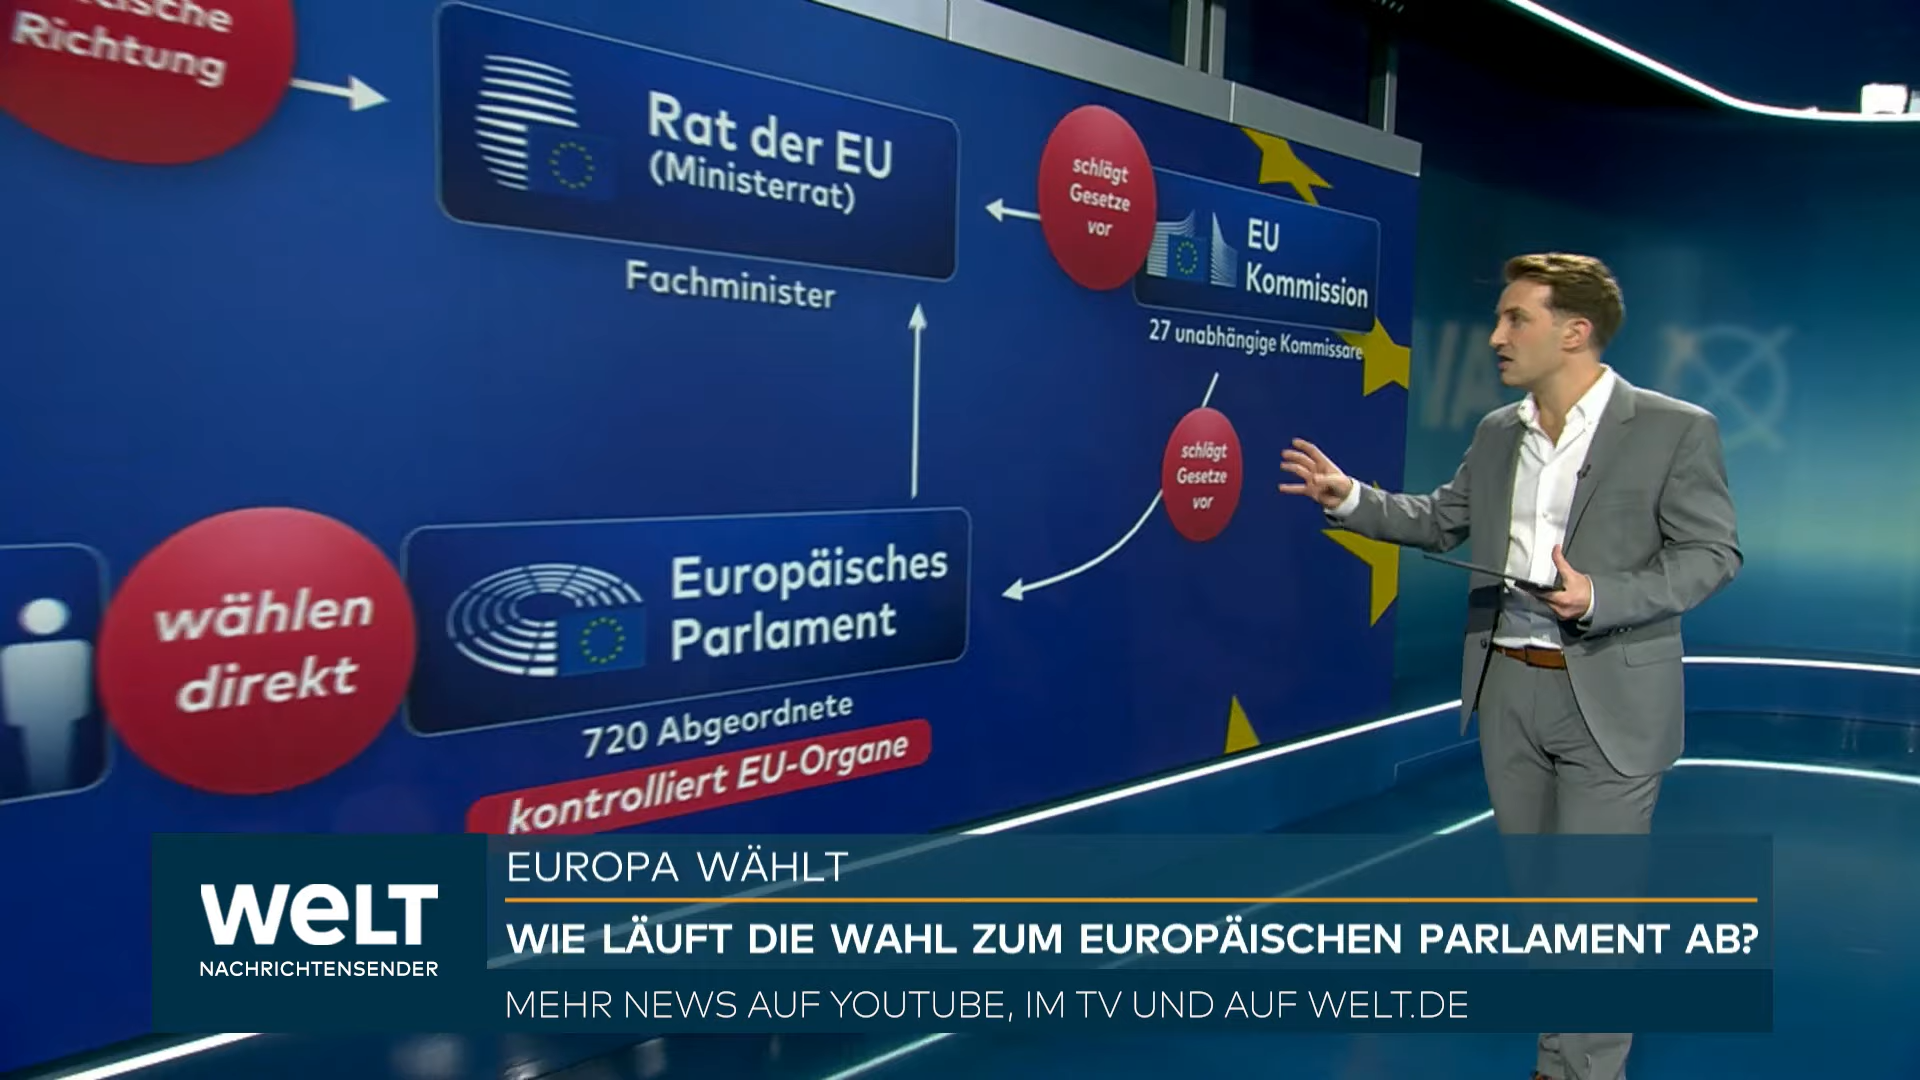 Richtung
Rat der EU
(Ministerrat)
Fachminister
schlägt
Gesetze
vor
EU
Kommission
27 unabhängige Kommissare
schlägt
Gesetze
vor
wählen
direkt
Europäisches
Parlament
720 Abgeordnete
kontrolliert EU-Organe
WELT
NACHRICHTENSENDER
EUROPA WÄHLT
WIE LÄUFT DIE WAHL ZUM EUROPÄISCHEN PARLAMENT AB?
MEHR NEWS AUF YOUTUBE, IM TV UND AUF WELT.DE